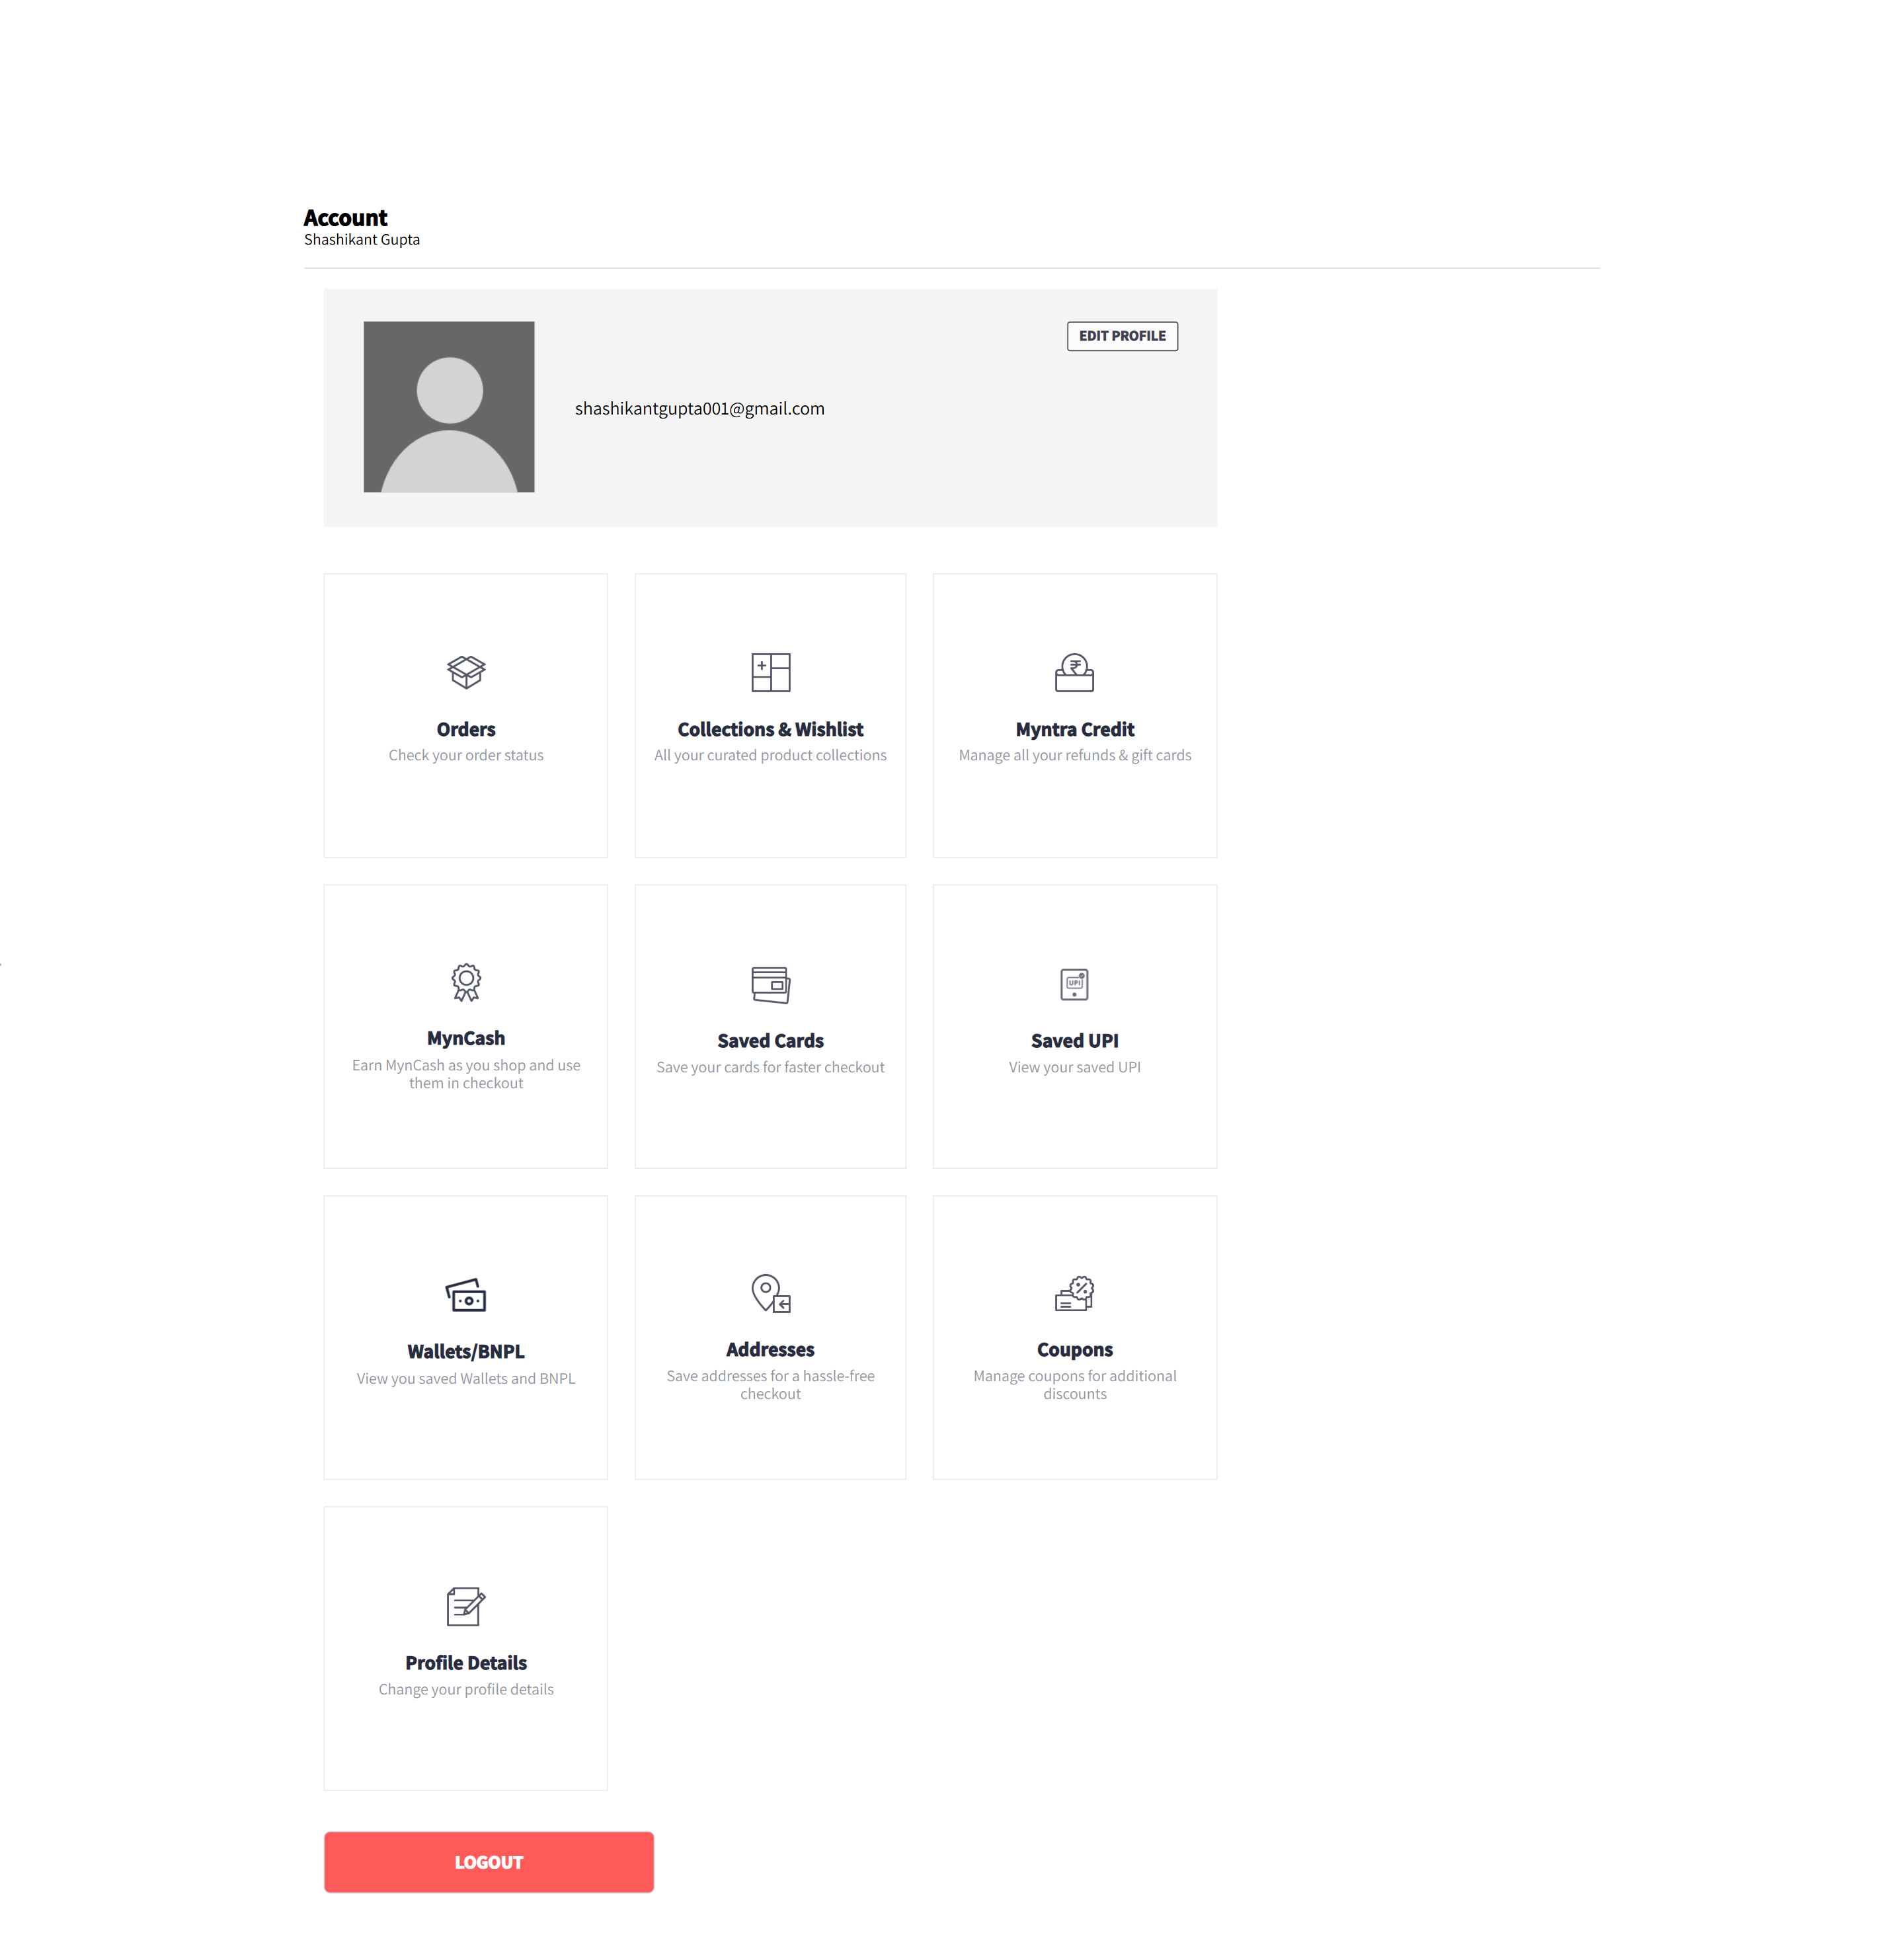 Account
Shashikant Gupta
EDIT PROFILE
shashikantgupta001@gmail.com
Orders
Check your order status
Collections & Wishlist
All your curated product collections
Myntra Credit
Manage all your refunds & gift cards
MynCash
Earn MynCash as you shop and use
them in checkout
Saved Cards
Save your cards for faster checkout
UPI
Saved UPI
View your saved UPI
Wallets/BNPL
View you saved Wallets and BNPL
Addresses
Save addresses for a hassle-free
checkout
Coupons
Manage coupons for additional
discounts
Profile Details
Change your profile details
LOGOUT